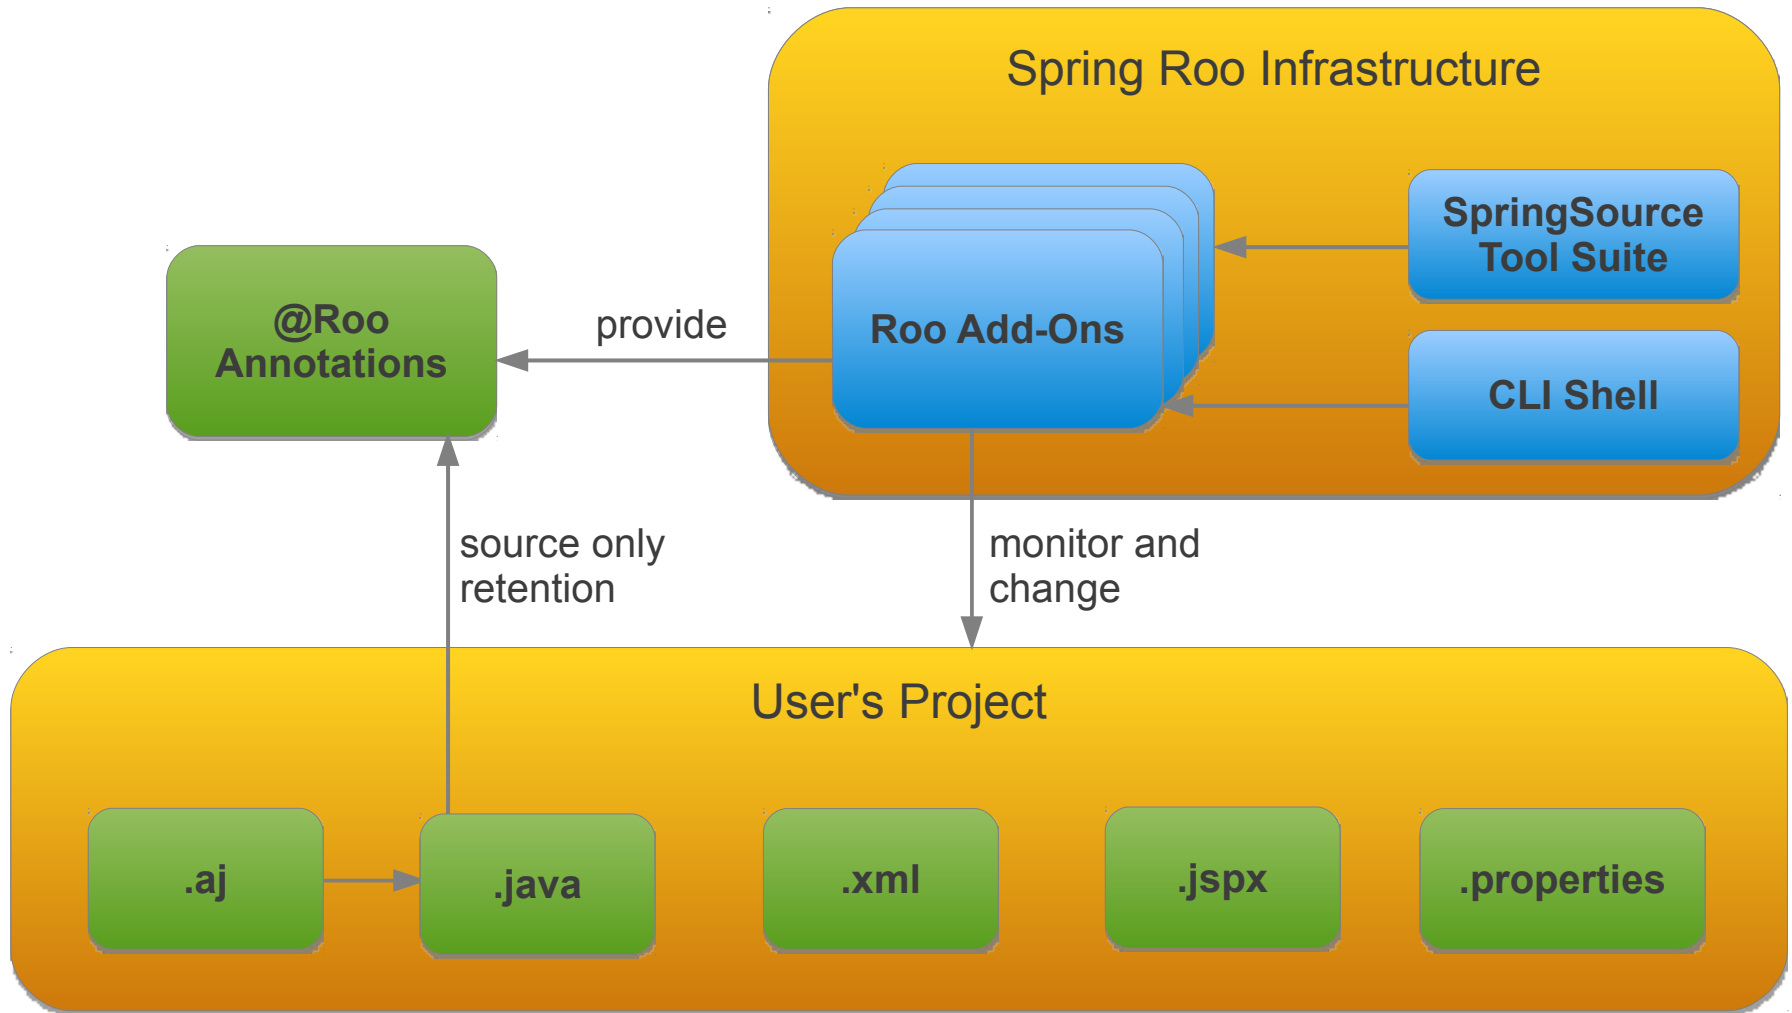 Spring Roo Infrastructure
SpringSource
Tool Suite
@Roo
Annotations
provide
Roo Add-Ons
CLI Shell
source only
retention
monitor and
change
User's Project
.aj
.java
.xml
.jspx
.properties